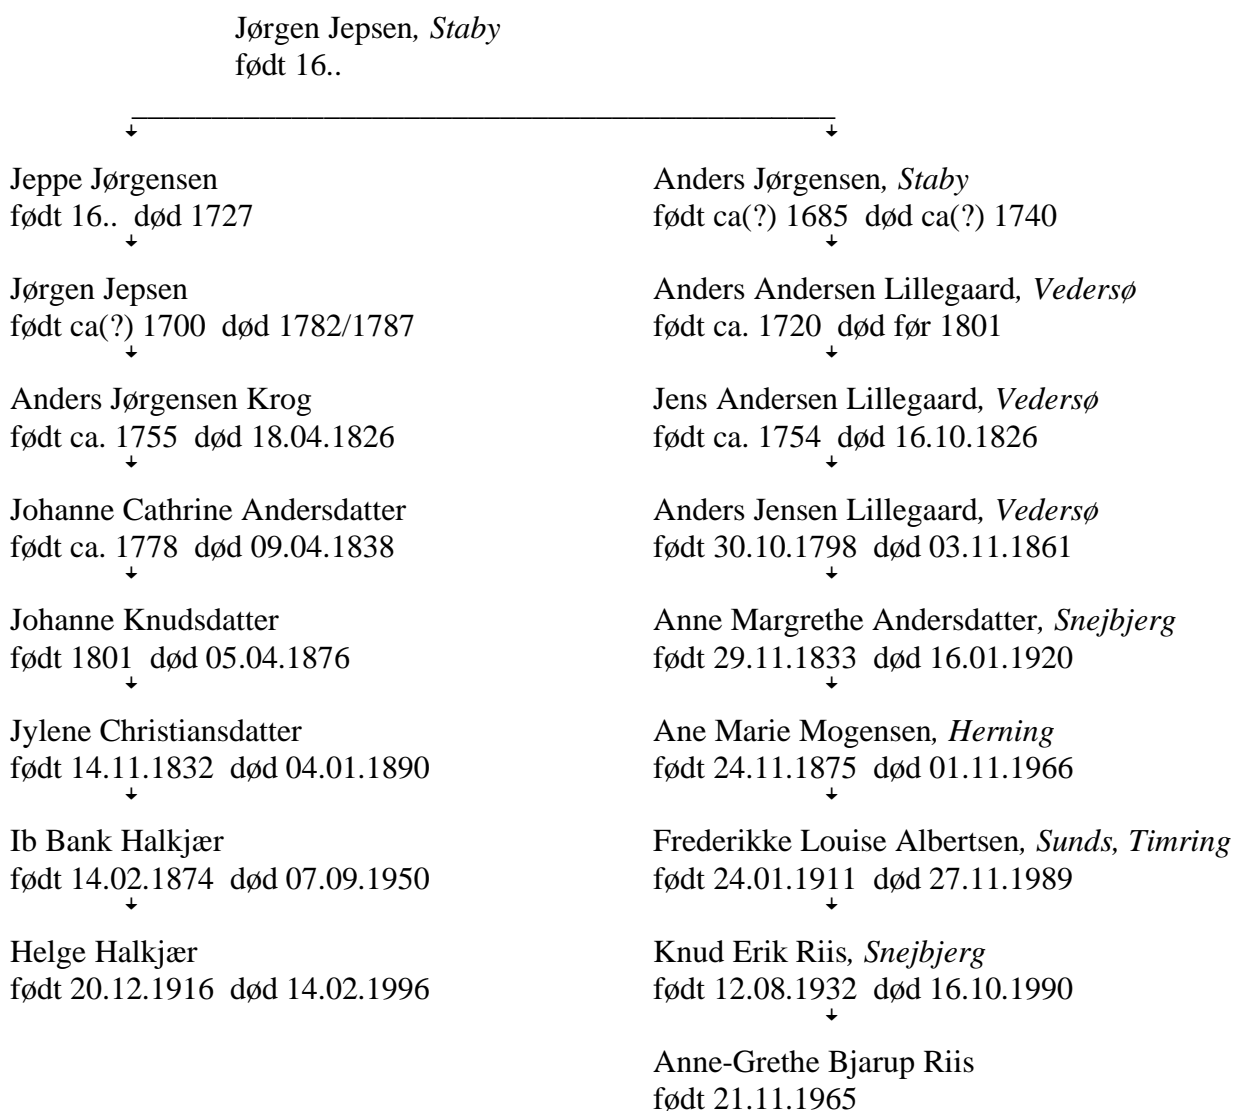 Jørgen Jepsen, Staby
født 16..
Jeppe Jørgensen
født 16..  død 1727
Jørgen Jepsen
født ca(?) 1700  død 1782/1787
Anders Jørgensen Krog
født ca. 1755  død 18.04.1826
Johanne Cathrine Andersdatter
født ca. 1778  død 09.04.1838
Johanne Knudsdatter
født 1801  død 05.04.1876
Jylene Christiansdatter
født 14.11.1832  død 04.01.1890
Ib Bank Halkjær
født 14.02.1874  død 07.09.1950
Helge Halkjær
født 20.12.1916  død 14.02.1996
Anders Jørgensen, Staby
født ca(?) 1685  død ca(?) 1740
Anders Andersen Lillegaard, Vedersø
født ca. 1720  død før 1801
Jens Andersen Lillegaard, Vedersø
født ca. 1754  død 16.10.1826
Anders Jensen Lillegaard, Vedersø
født 30.10.1798  død 03.11.1861
Anne Margrethe Andersdatter, Snejbjerg
født 29.11.1833  død 16.01.1920
Ane Marie Mogensen, Herning
født 24.11.1875  død 01.11.1966
Frederikke Louise Albertsen, Sunds, Timring
født 24.01.1911  død 27.11.1989
Knud Erik Riis, Snejbjerg
født 12.08.1932  død 16.10.1990
Anne-Grethe Bjarup Riis
født 21.11.1965